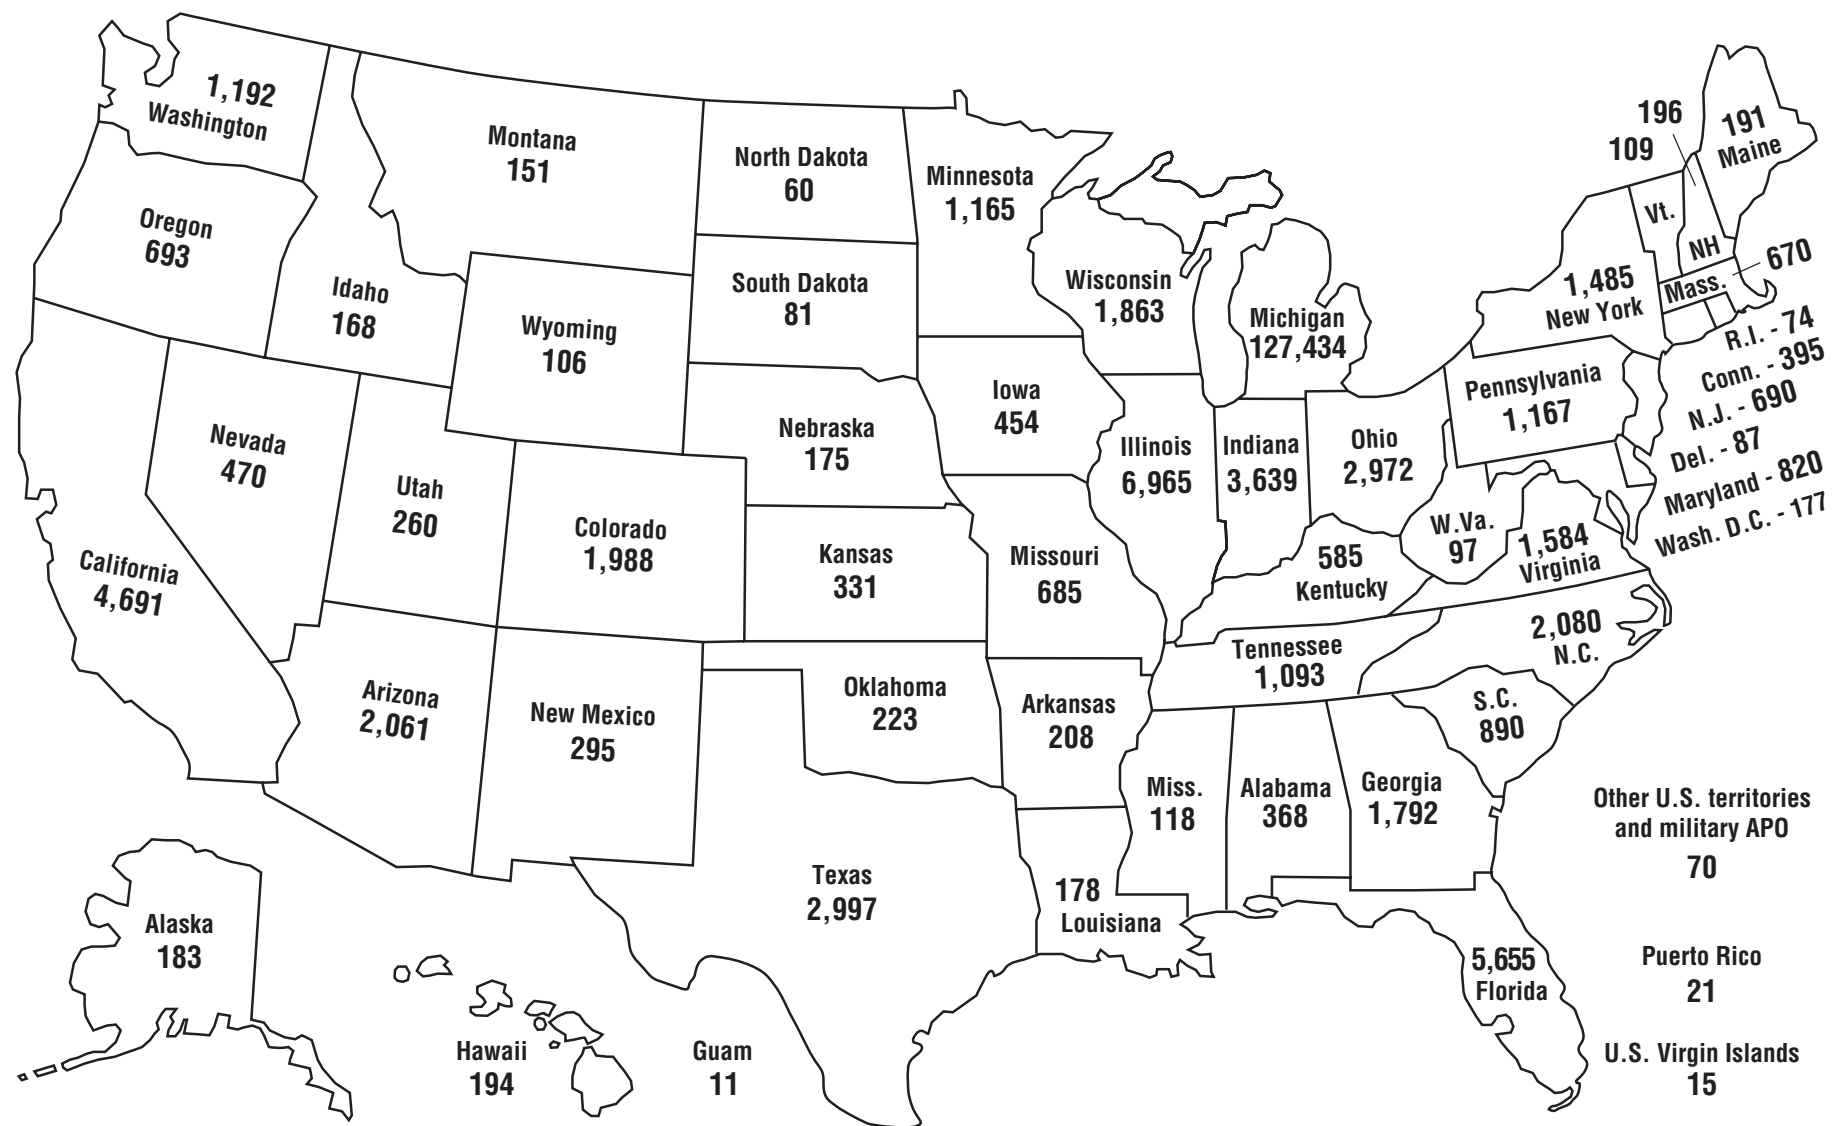 1,192
Washington
Oregon
693
Idaho
168
Montana
151
Wyoming
106
North Dakota
60
South Dakota
81
Nebraska
175
Minnesota
1,165
Wisconsin
1,863
Michigan
127,434
Iowa
454
Illinois
6,965
Indiana
3,639
Ohio
2,972
Pennsylvania
1,167
1,485
New York
196
109
191
Maine
Vt.
NH
Mass.
670
R.I. - 74
Conn. - 395
N.J. - 690
Del. - 87
Maryland - 820
Wash. D.C. - 177
Nevada
470
Utah
260
Colorado
1,988
California
4,691
Kansas
331
Missouri
685
585
Kentucky
W.Va.
97
1,584
Virginia
2,080
N.C.
Tennessee
1,093
S.C.
890
Arizona
2,061
New Mexico
295
Oklahoma
223
Arkansas
208
Miss.
118
Alabama
368
Georgia
1,792
Texas
2,997
178
Louisiana
5,655
Florida
Alaska
183
Hawaii
194
Guam
11
Other U.S. territories
and military APO
70
Puerto Rico
21
U.S. Virgin Islands
15